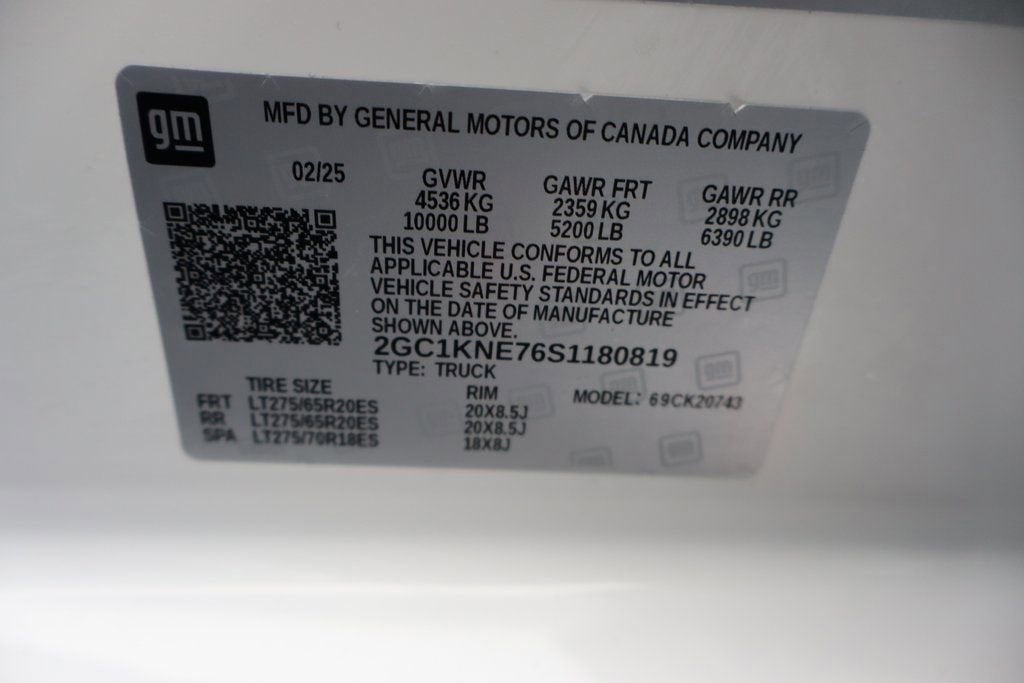 gm
MFD BY GENERAL MOTORS OF CANADA COMPANY
02/25
GVWR
4536 KG
10000 LB
GAWR FRT
2359 KG
5200 LB
GAWR RR
2898 KG
6390 LB
THIS VEHICLE CONFORMS TO ALL
APPLICABLE U.S. FEDERAL MOTOR
VEHICLE SAFETY STANDARDS IN EFFECT
ON THE DATE OF MANUFACTURE
SHOWN ABOVE.
2GC1KNE76S1180819
TYPE: TRUCK
MODEL: 69CK20743
TIRE SIZE RIM
FRT LT275/65R20ES 20X8.5J
RR LT275/65R20ES 20X8.5J
SPA LT275/70R18ES 18X8J